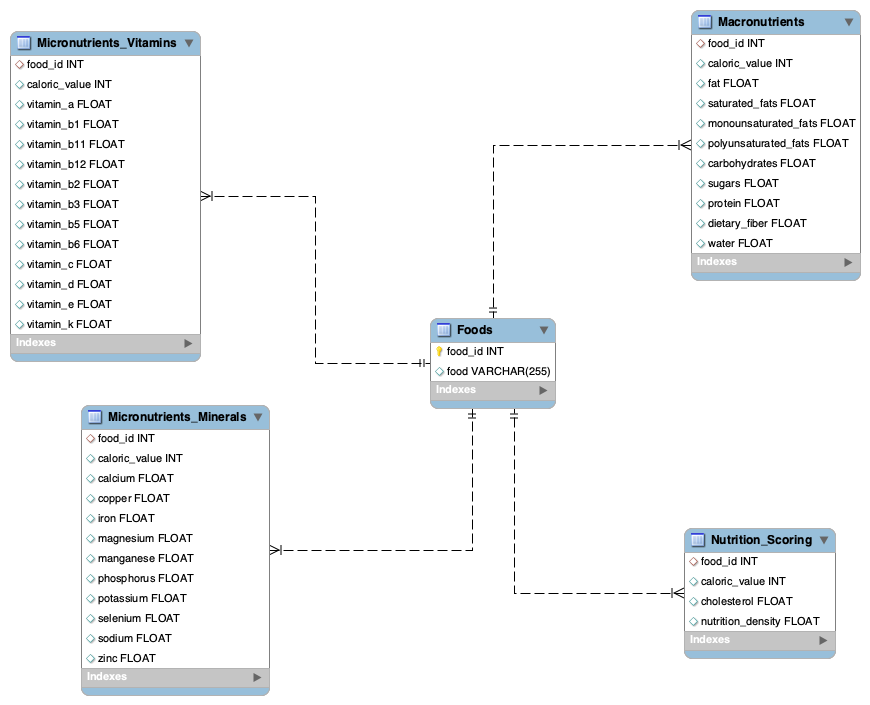 Micronutrients_Vitamins
food_id INT
caloric_value INT
vitamin_a FLOAT
vitamin_b1 FLOAT
vitamin_b11 FLOAT
vitamin_b12 FLOAT
vitamin_b2 FLOAT
vitamin_b3 FLOAT
vitamin_b5 FLOAT
vitamin_b6 FLOAT
vitamin_c FLOAT
vitamin_d FLOAT
vitamin_e FLOAT
vitamin_k FLOAT
Indexes
Macronutrients
food_id INT
caloric_value INT
fat FLOAT
saturated_fats FLOAT
monounsaturated_fats FLOAT
polyunsaturated_fats FLOAT
carbohydrates FLOAT
sugars FLOAT
protein FLOAT
dietary_fiber FLOAT
water FLOAT
Indexes
Foods
food_id INT
food VARCHAR(255)
Indexes
Micronutrients_Minerals
food_id INT
caloric_value INT
calcium FLOAT
copper FLOAT
iron FLOAT
magnesium FLOAT
manganese FLOAT
phosphorus FLOAT
potassium FLOAT
selenium FLOAT
sodium FLOAT
zinc FLOAT
Indexes
Nutrition_Scoring
food_id INT
caloric_value INT
cholesterol FLOAT
nutrition_density FLOAT
Indexes